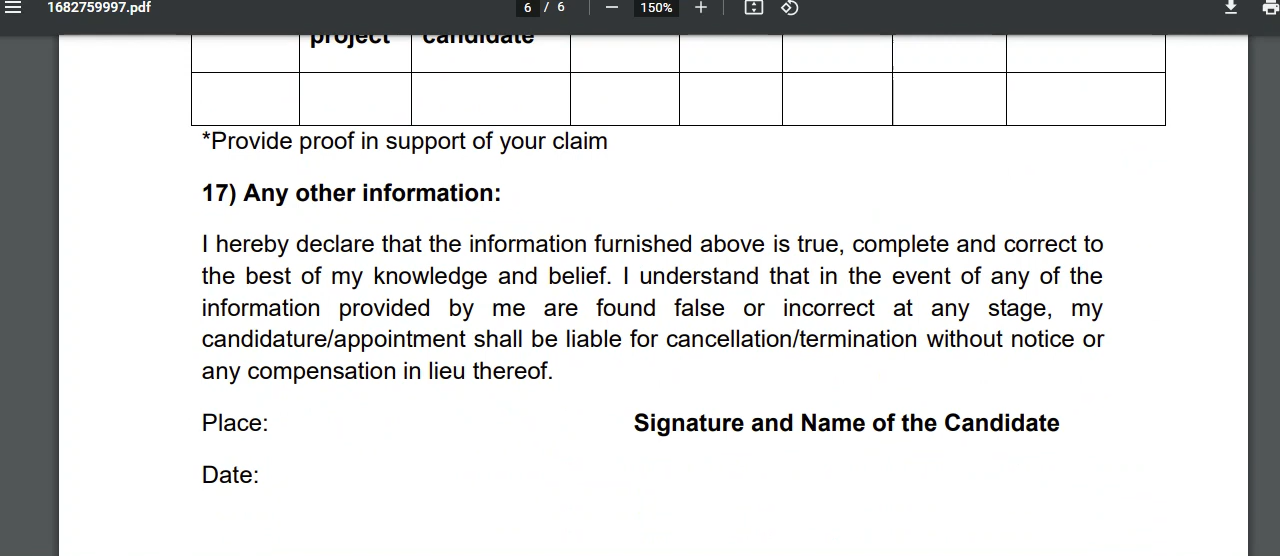 1682759997.pdf
6 / 6
150%
project candidate
*Provide proof in support of your claim
17) Any other information:
I hereby declare that the information furnished above is true, complete and correct to
the best of my knowledge and belief. I understand that in the event of any of the
information provided by me are found false or incorrect at any stage, my
candidature/appointment shall be liable for cancellation/termination without notice or
any compensation in lieu thereof.
Place:
Signature and Name of the Candidate
Date: